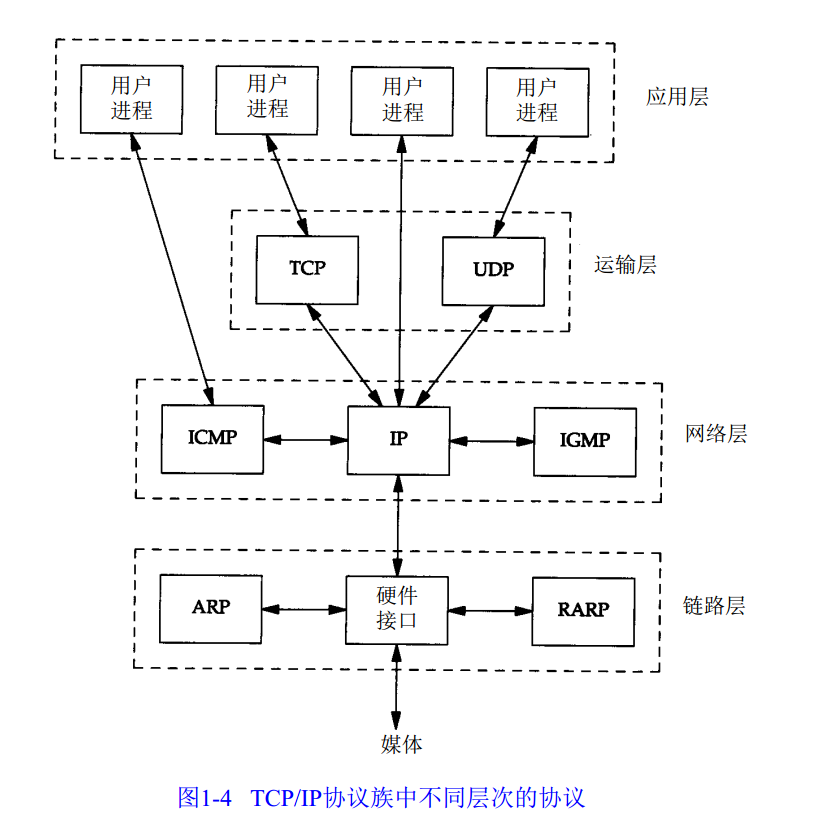 用户
进程
用户
进程
用户
进程
用户
进程
应用层
TCP
UDP
运输层
ICMP
IP
IGMP
网络层
ARP
硬件
接口
RARP
链路层
媒体
图1-4 TCP/IP协议族中不同层次的协议